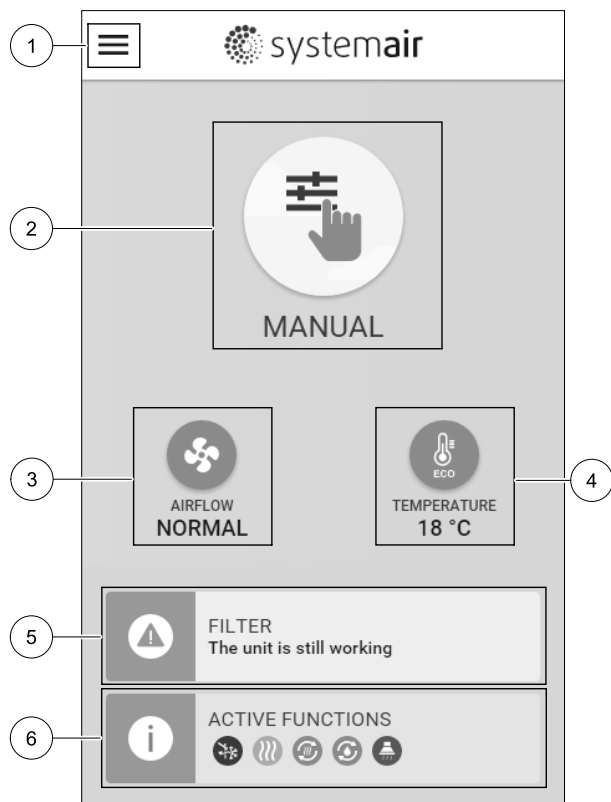 1
systemair
2
MANUAL
3
AIRFLOW
NORMAL
ECO
TEMPERATURE
18 °C
4
5
FILTER
The unit is still working
6
ACTIVE FUNCTIONS